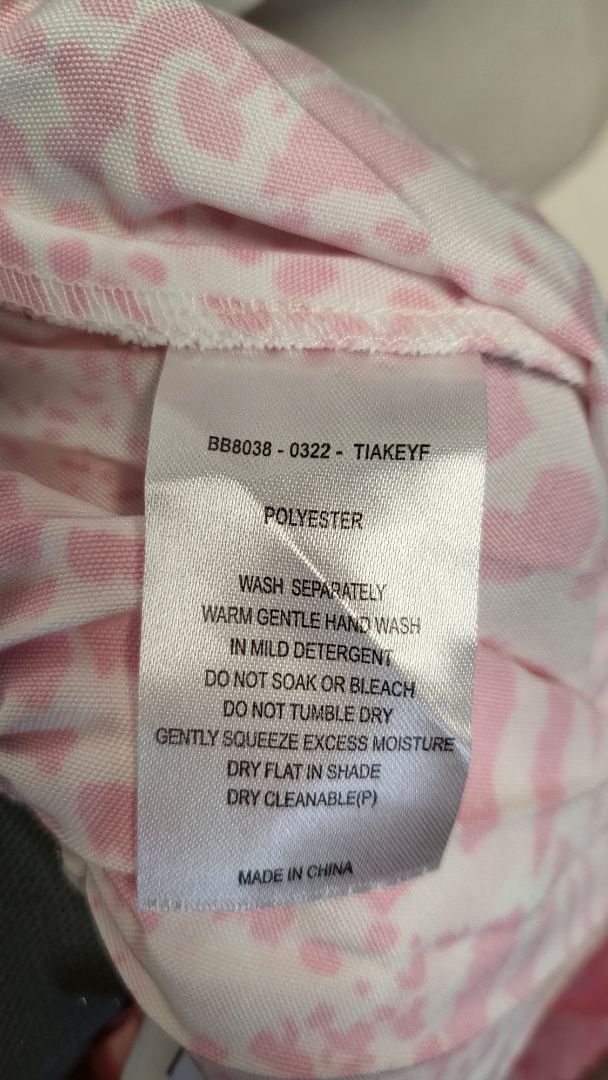 BB8038 - 0322 - TIAKEYF
POLYESTER
WASH SEPARATELY
WARM GENTLE HAND WASH
IN MILD DETERGENT
DO NOT SOAK OR BLEACH
DO NOT TUMBLE DRY
GENTLY SQUEEZE EXCESS MOISTURE
DRY FLAT IN SHADE
DRY CLEANABLE(P)
MADE IN CHINA